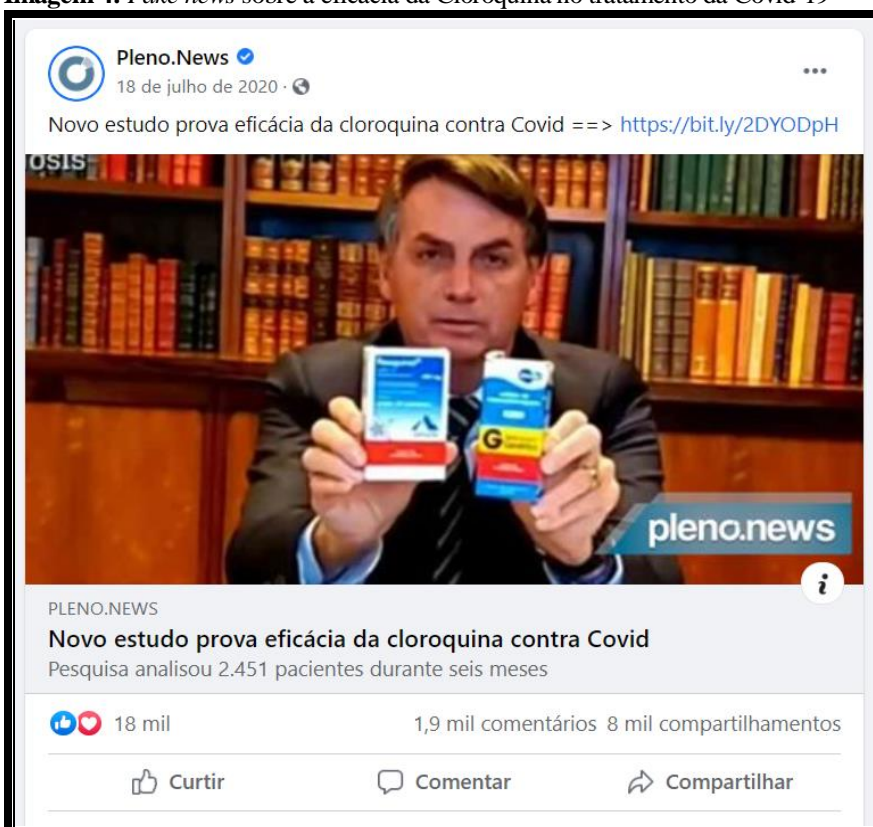 Imagem 4: Fake news sobre a eficácia da Cloroquina no tratamento da Covid-19
Pleno.News
18 de julho de 2020 ·
Novo estudo prova eficácia da cloroquina contra Covid ==> https://bit.ly/2DYODpH
OSIS
G
pleno.news
i
PLENO.NEWS
Novo estudo prova eficácia da cloroquina contra Covid
Pesquisa analisou 2.451 pacientes durante seis meses
18 mil 1,9 mil comentários 8 mil compartilhamentos
Curtir Comentar Compartilhar